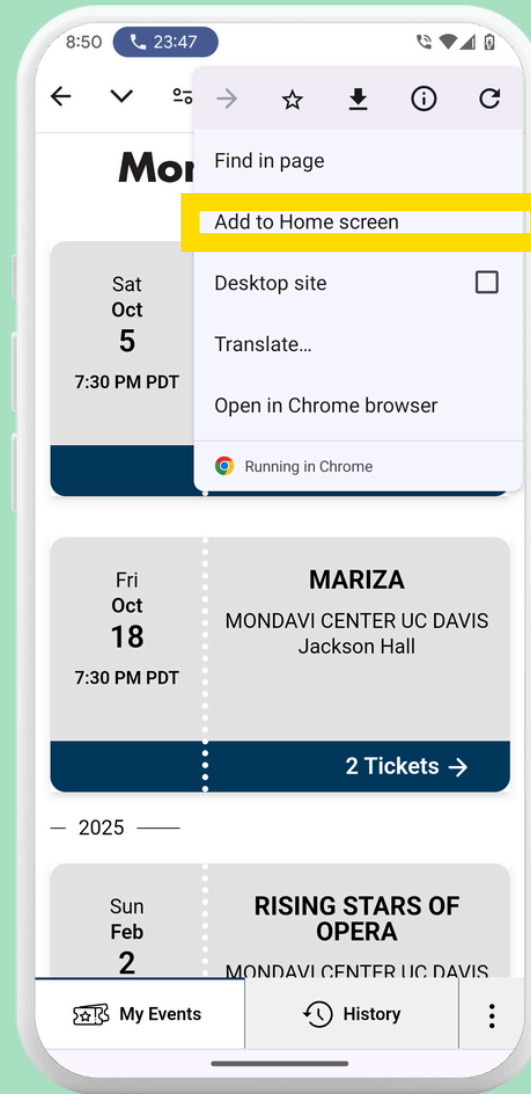 8:50 23:47
Mon
Find in page
Add to Home screen
Desktop site
Translate…
Open in Chrome browser
Running in Chrome
Sat
Oct
5
7:30 PM PDT
Fri
Oct
18
7:30 PM PDT
MARIZA
MONDAVI CENTER UC DAVIS
Jackson Hall
2 Tickets →
2025
Sun
Feb
2
RISING STARS OF
OPERA
MONDAVI CENTER UC DAVIS
My Events
History